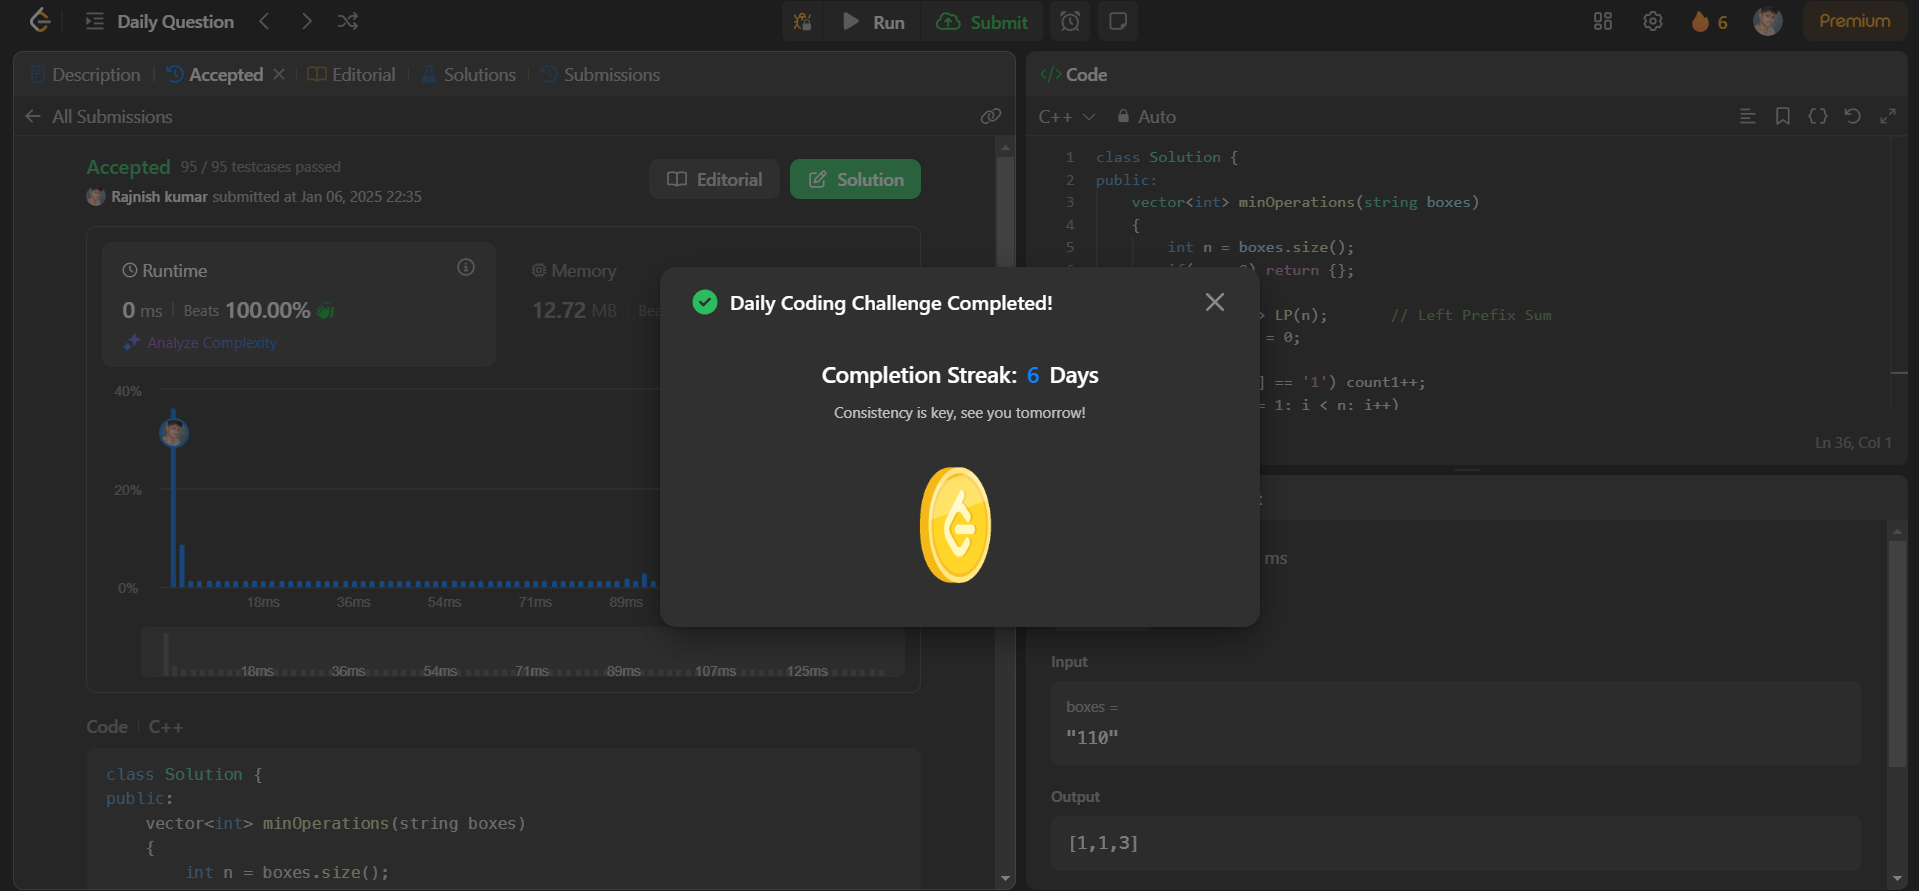 Daily Question
Run
Submit
6
Premium
Description
Accepted
Editorial
Solutions
Submissions
All Submissions
Accepted 95 / 95 testcases passed
Rajnish kumar submitted at Jan 06, 2025 22:35
Editorial
Solution
Runtime
0 ms
Beats 100.00%
Analyze Complexity
Memory
12.72 MB
40%
20%
0%
18ms 36ms 54ms 71ms 89ms
18ms 36ms 54ms 71ms 89ms 107ms 125ms
Code
C++
class Solution {
public:
vector<int> minOperations(string boxes)
{
int n = boxes.size();
Daily Coding Challenge Completed!
Completion Streak: 6 Days
Consistency is key, see you tomorrow!
</> Code
C++
Auto
1 class Solution {
2 public:
3 vector<int> minOperations(string boxes)
4 {
5 int n = boxes.size();
return {};
> LP(n); // Left Prefix Sum
= 0;
] == '1') count1++;
= 1; i < n; i++)
Ln 36, Col 1
ms
Input
boxes =
"110"
Output
[1,1,3]